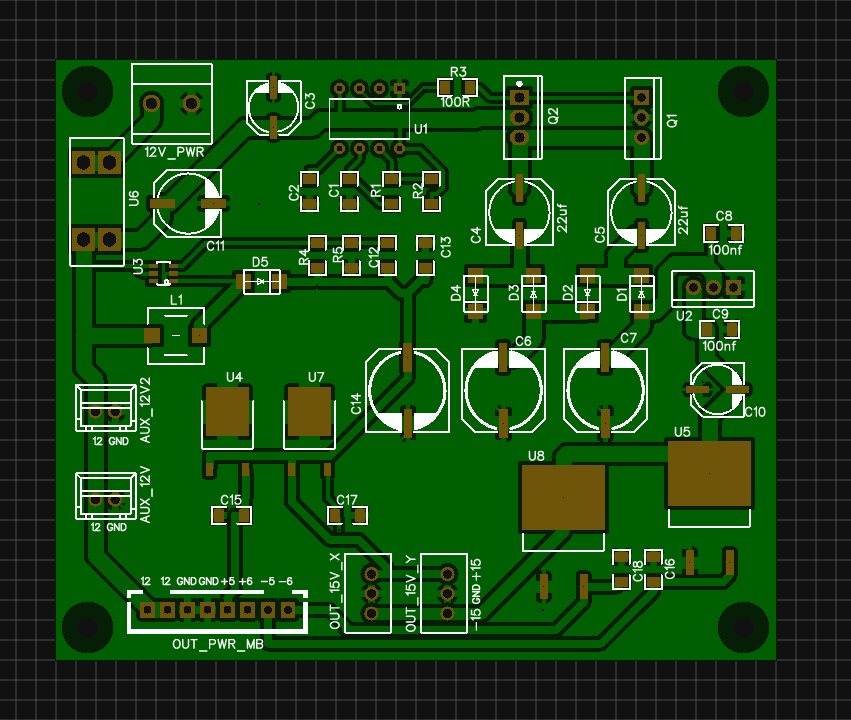 R3
100R
C3
U1
Q2
Q1
12V_PWR
U6
C2
C1
R1
R2
C4
22uf
C5
22uf
C8
100nf
C11
U3
D5
R4
R5
C12
C13
D4
D3
D2
D1
U2
L1
C9
100nf
C6
C7
U4
U7
C14
C10
AUX_12V2
12 GND
U5
U8
AUX_12V
12 GND
C15
C17
C18
C16
OUT_15V_X
OUT_15V_Y
-15 GND +15
12 12 GND GND +5 +6 -5 -6
OUT_PWR_MB